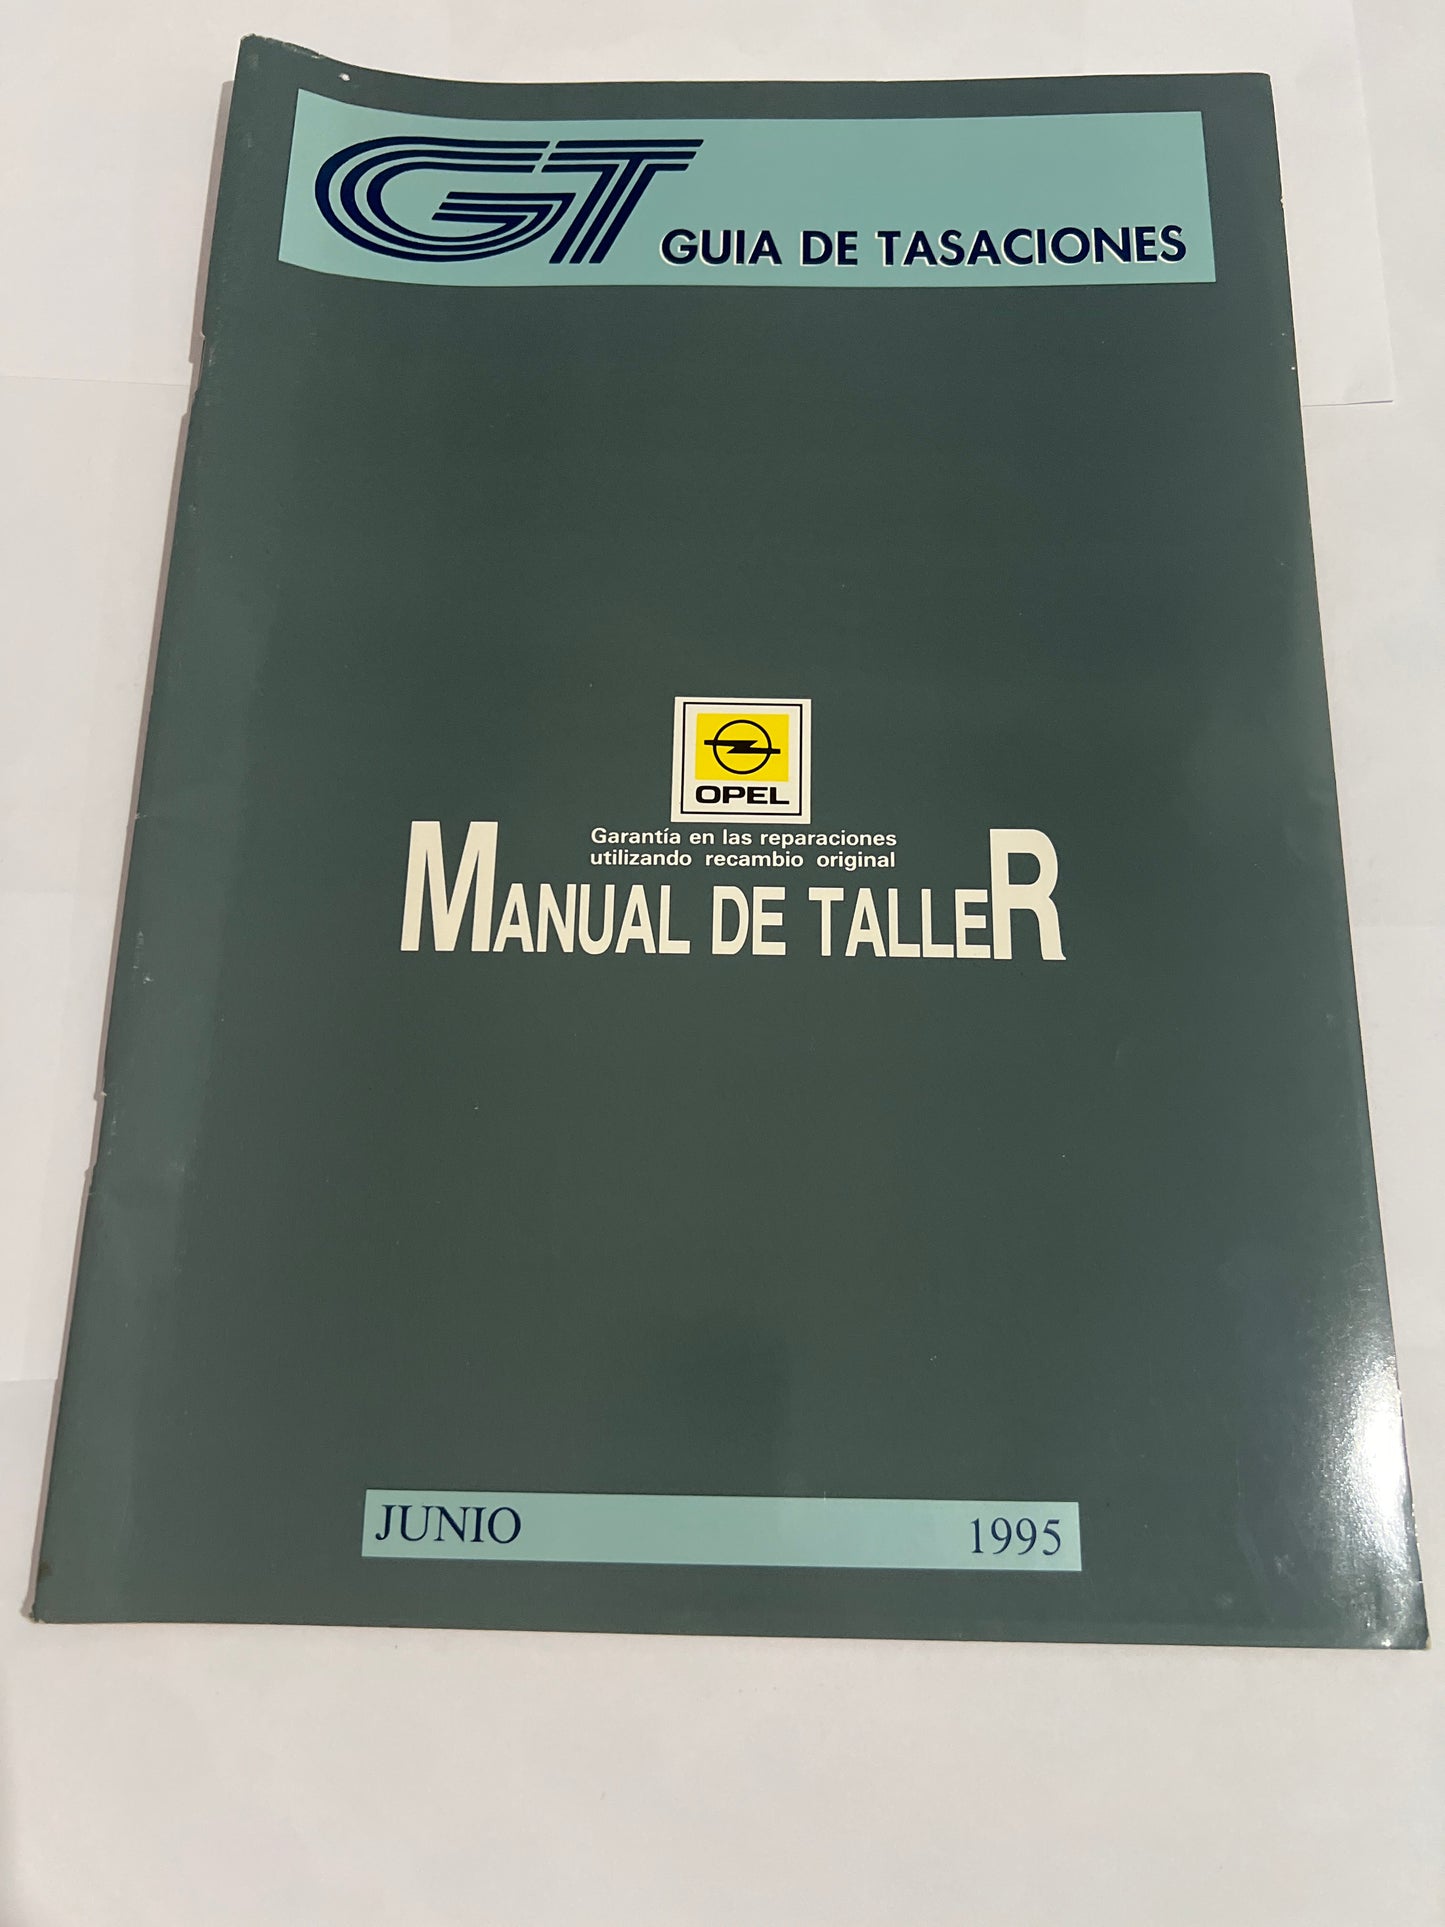 GT GUIA DE TASACIONES
OPEL
Garantía en las reparaciones
utilizando recambio original
MANUAL DE TALLER
JUNIO 1995